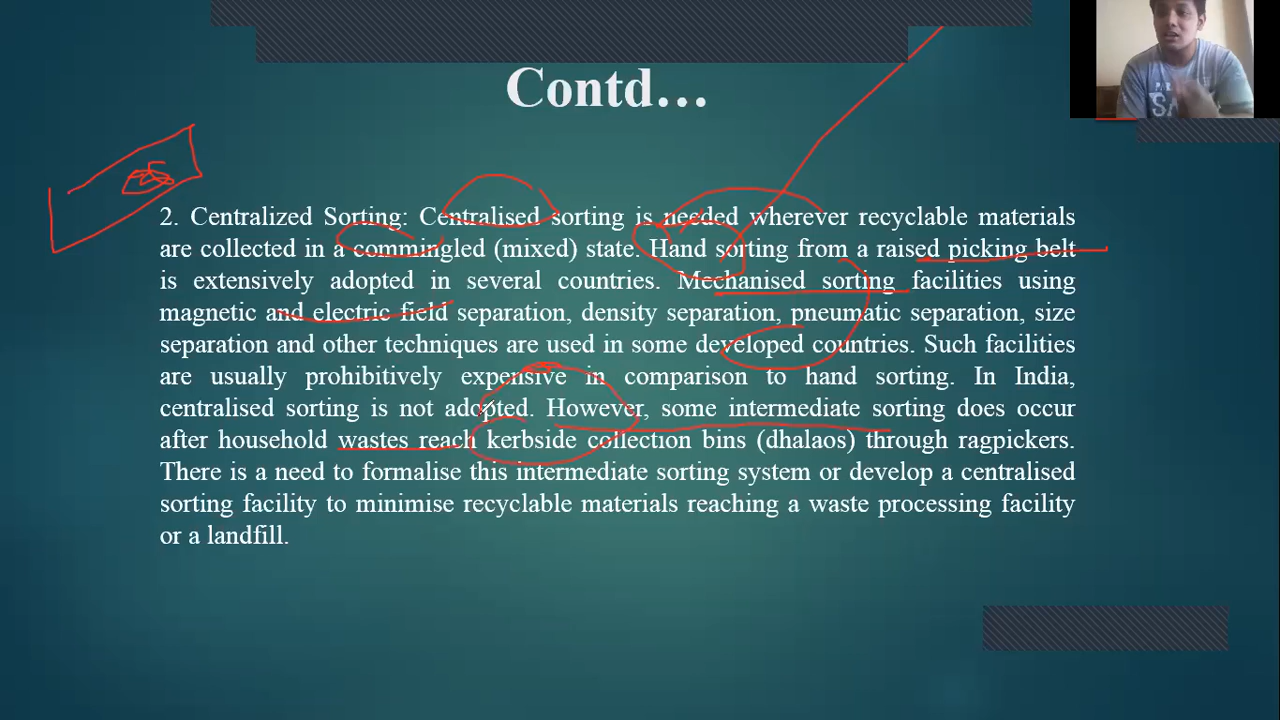 Contd…
2. Centralized Sorting: Centralised sorting is needed wherever recyclable materials
are collected in a commingled (mixed) state. Hand sorting from a raised picking belt
is extensively adopted in several countries. Mechanised sorting facilities using
magnetic and electric field separation, density separation, pneumatic separation, size
separation and other techniques are used in some developed countries. Such facilities
are usually prohibitively expensive in comparison to hand sorting. In India,
centralised sorting is not adopted. However, some intermediate sorting does occur
after household wastes reach kerbside collection bins (dhalaos) through ragpickers.
There is a need to formalise this intermediate sorting system or develop a centralised
sorting facility to minimise recyclable materials reaching a waste processing facility
or a landfill.